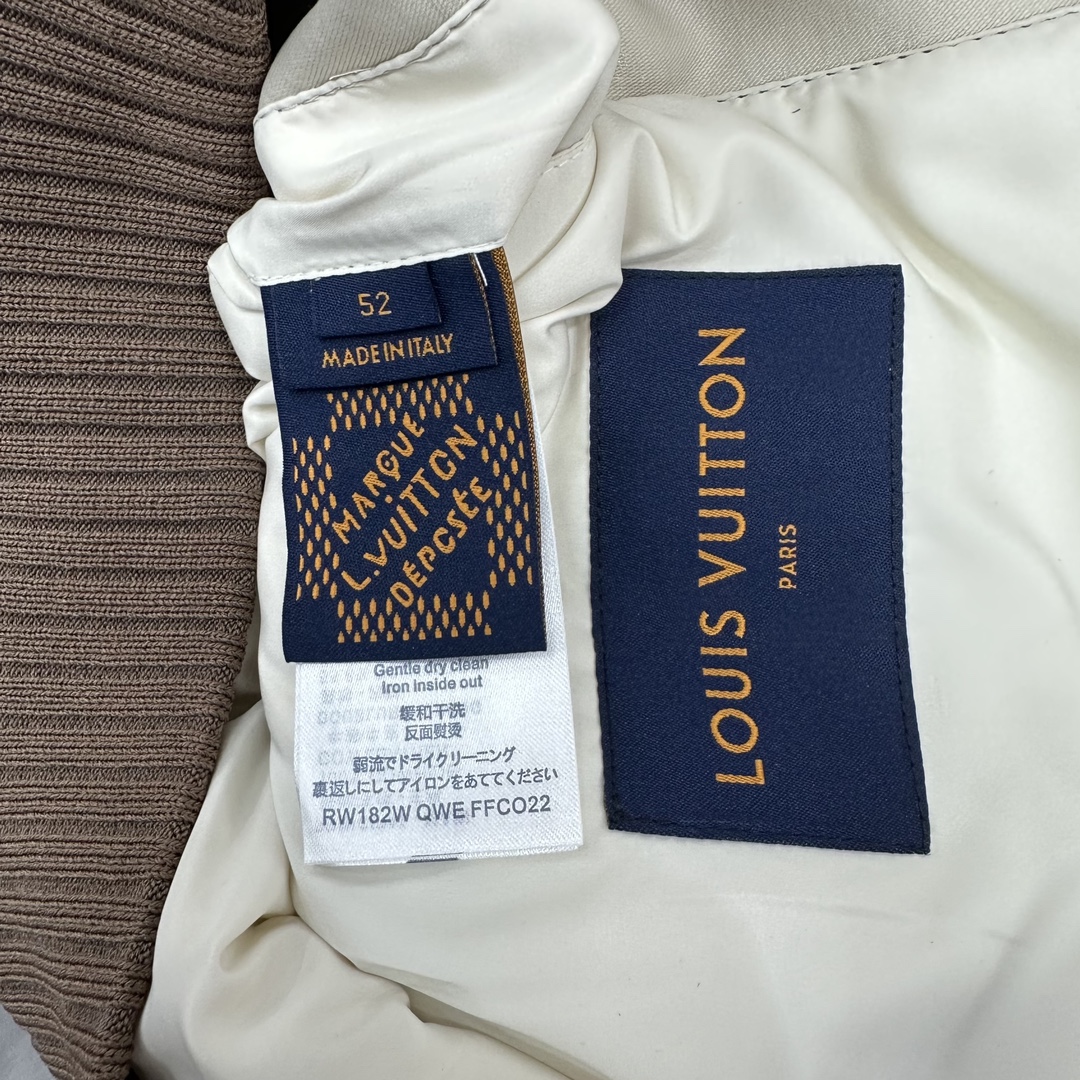 52
MADE IN ITALY
MARQUE
L.VUITTON
DÉPOSÉE
Gentle dry clean
Iron inside out
缓和干洗
反面熨烫
弱流でドライクリーニング
裏返しにしてアイロンをあててください
RW182W QWE FFCO22
LOUIS VUITTON
PARIS